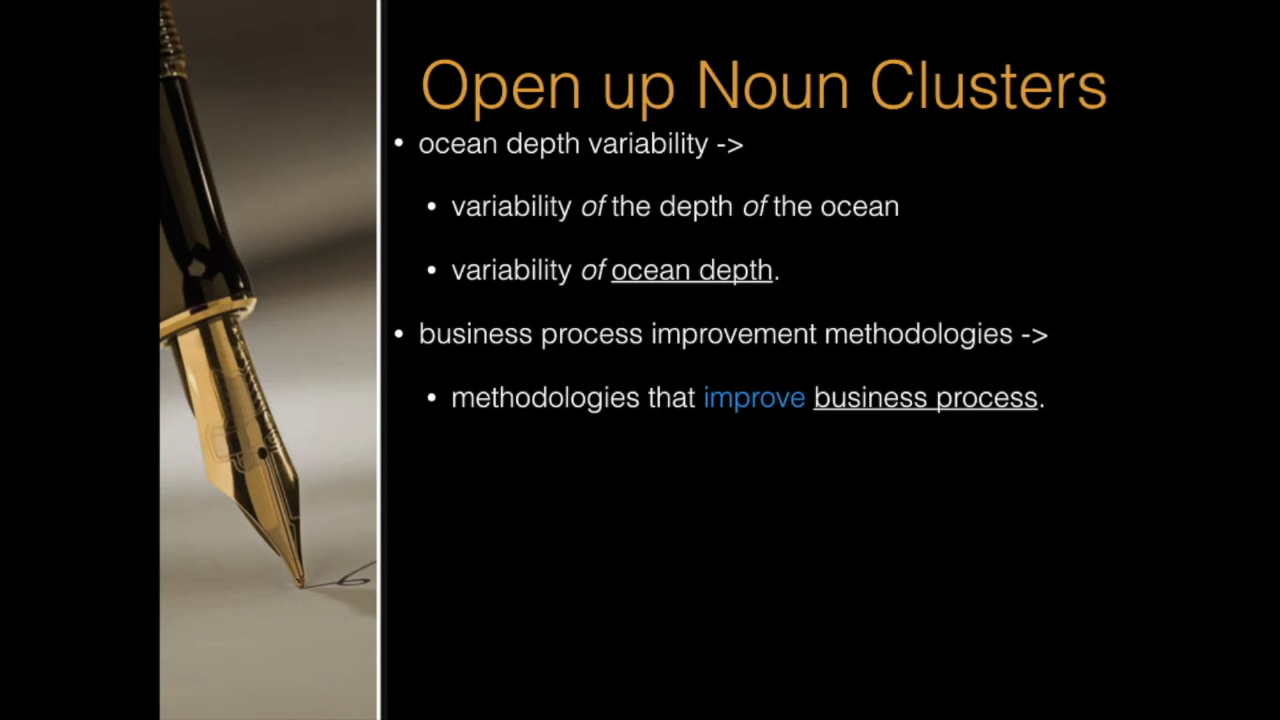 Open up Noun Clusters
• ocean depth variability ->
• variability of the depth of the ocean
• variability of ocean depth.
• business process improvement methodologies ->
• methodologies that improve business process.